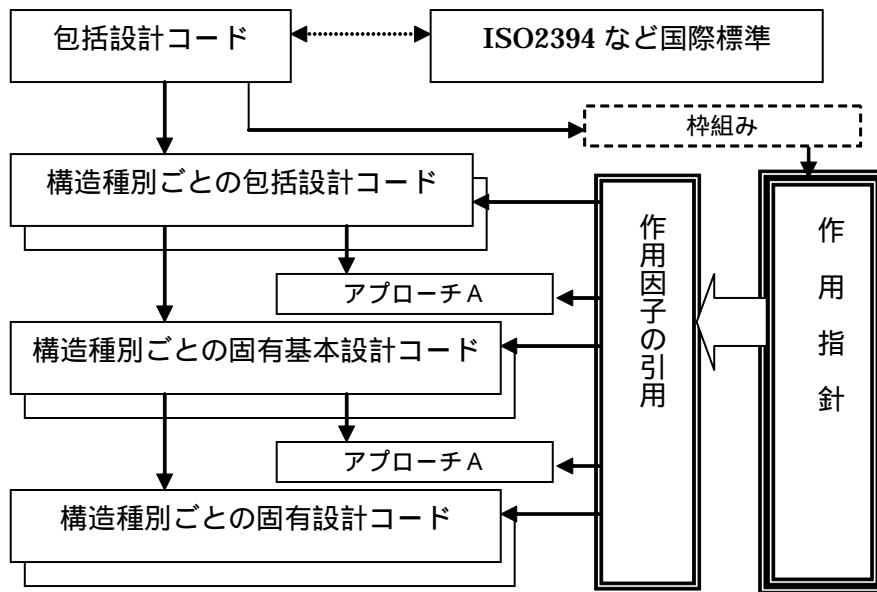 包括設計コード
ISO2394 など国際標準
枠組み
構造種別ごとの包括設計コード
アプローチA
構造種別ごとの固有基本設計コード
アプローチA
構造種別ごとの固有設計コード
作用因子の引用
作用指針